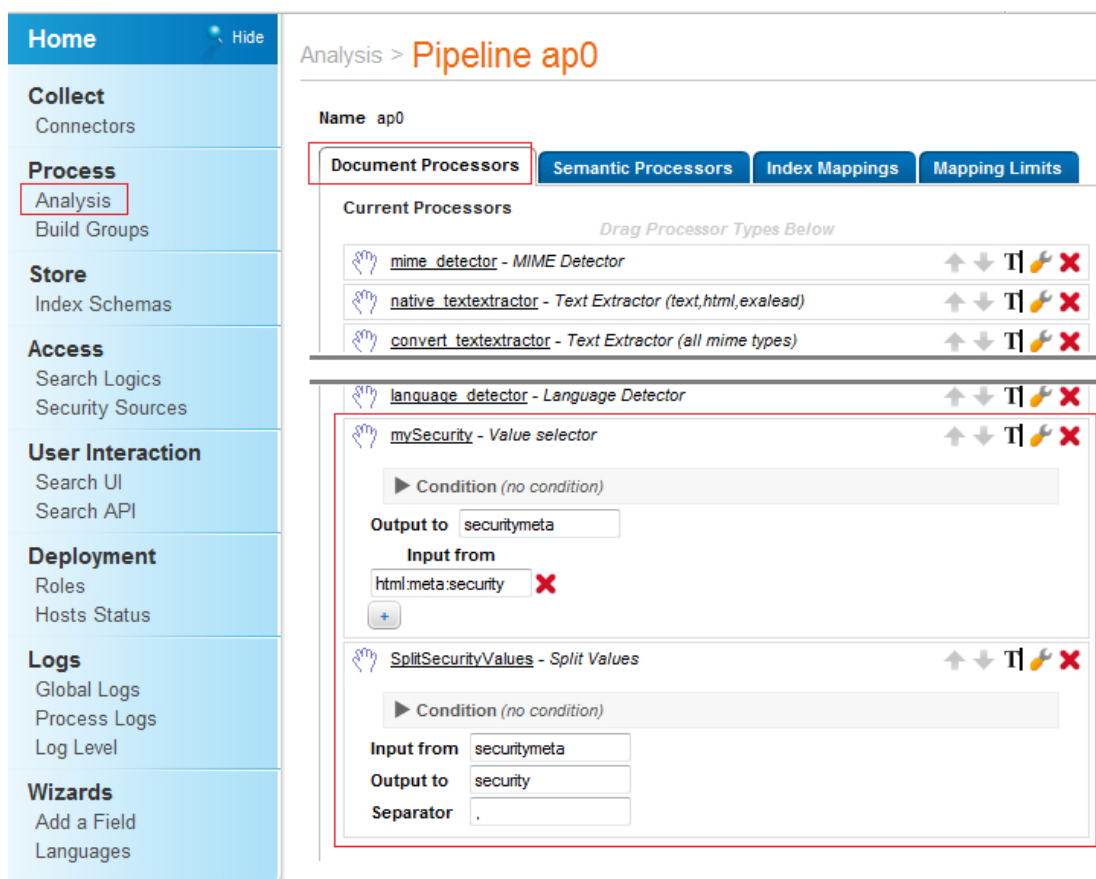 Home
Hide
Collect
Connectors
Process
Analysis
Build Groups
Store
Index Schemas
Access
Search Logics
Security Sources
User Interaction
Search UI
Search API
Deployment
Roles
Hosts Status
Logs
Global Logs
Process Logs
Log Level
Wizards
Add a Field
Languages
Analysis > Pipeline ap0
Name ap0
Document Processors Semantic Processors Index Mappings Mapping Limits
Current Processors
Drag Processor Types Below
mime_detector - MIME Detector
native_textextractor - Text Extractor (text,html,exalead)
convert_textextractor - Text Extractor (all mime types)
language_detector - Language Detector
mySecurity - Value selector
Condition (no condition)
Output to securitymeta
Input from
html:meta:security
+
SplitSecurityValues - Split Values
Condition (no condition)
Input from securitymeta
Output to security
Separator ,